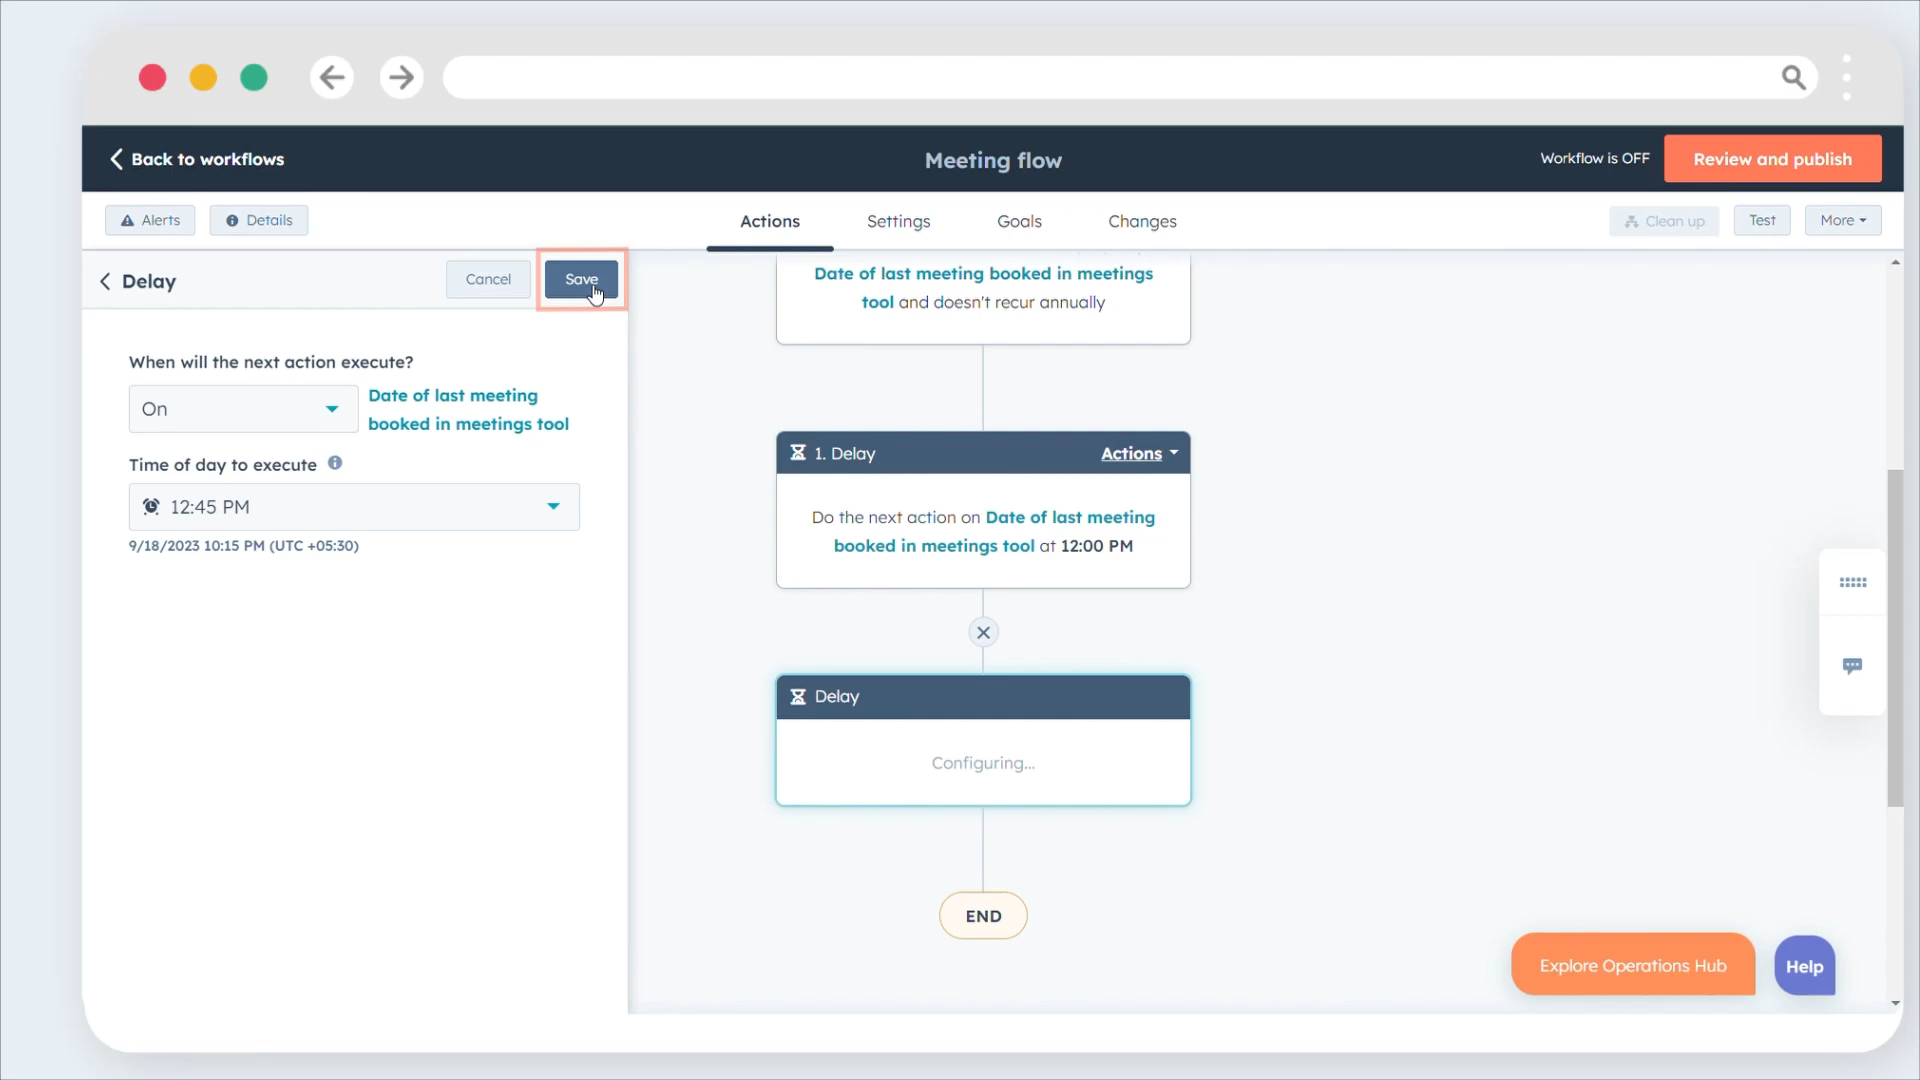 Back to workflows
Meeting flow
Workflow is OFF
Review and publish
Alerts
Details
Actions
Settings
Goals
Changes
Clean up
Test
More
Delay
Cancel
Save
When will the next action execute?
On
Date of last meeting
booked in meetings tool
Time of day to execute
12:45 PM
9/18/2023 10:15 PM (UTC +05:30)
Date of last meeting booked in meetings
tool and doesn't recur annually
1. Delay
Actions
Do the next action on Date of last meeting
booked in meetings tool at 12:00 PM
Delay
Configuring...
END
Explore Operations Hub
Help